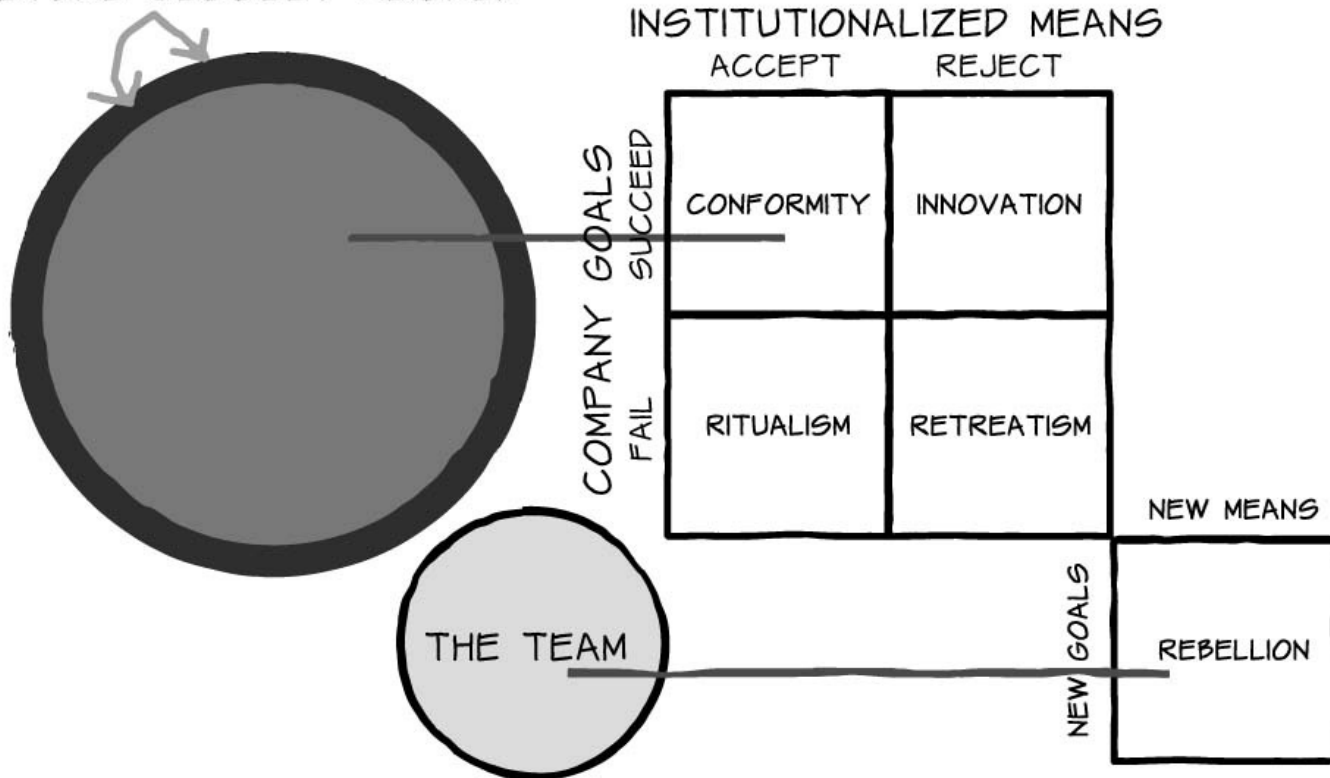 INSTITUTIONALIZED MEANS
ACCEPT REJECT
COMPANY GOALS
SUCCEED
FAIL
CONFORMITY INNOVATION
RITUALISM RETREATISM
NEW MEANS
NEW GOALS
THE TEAM
REBELLION